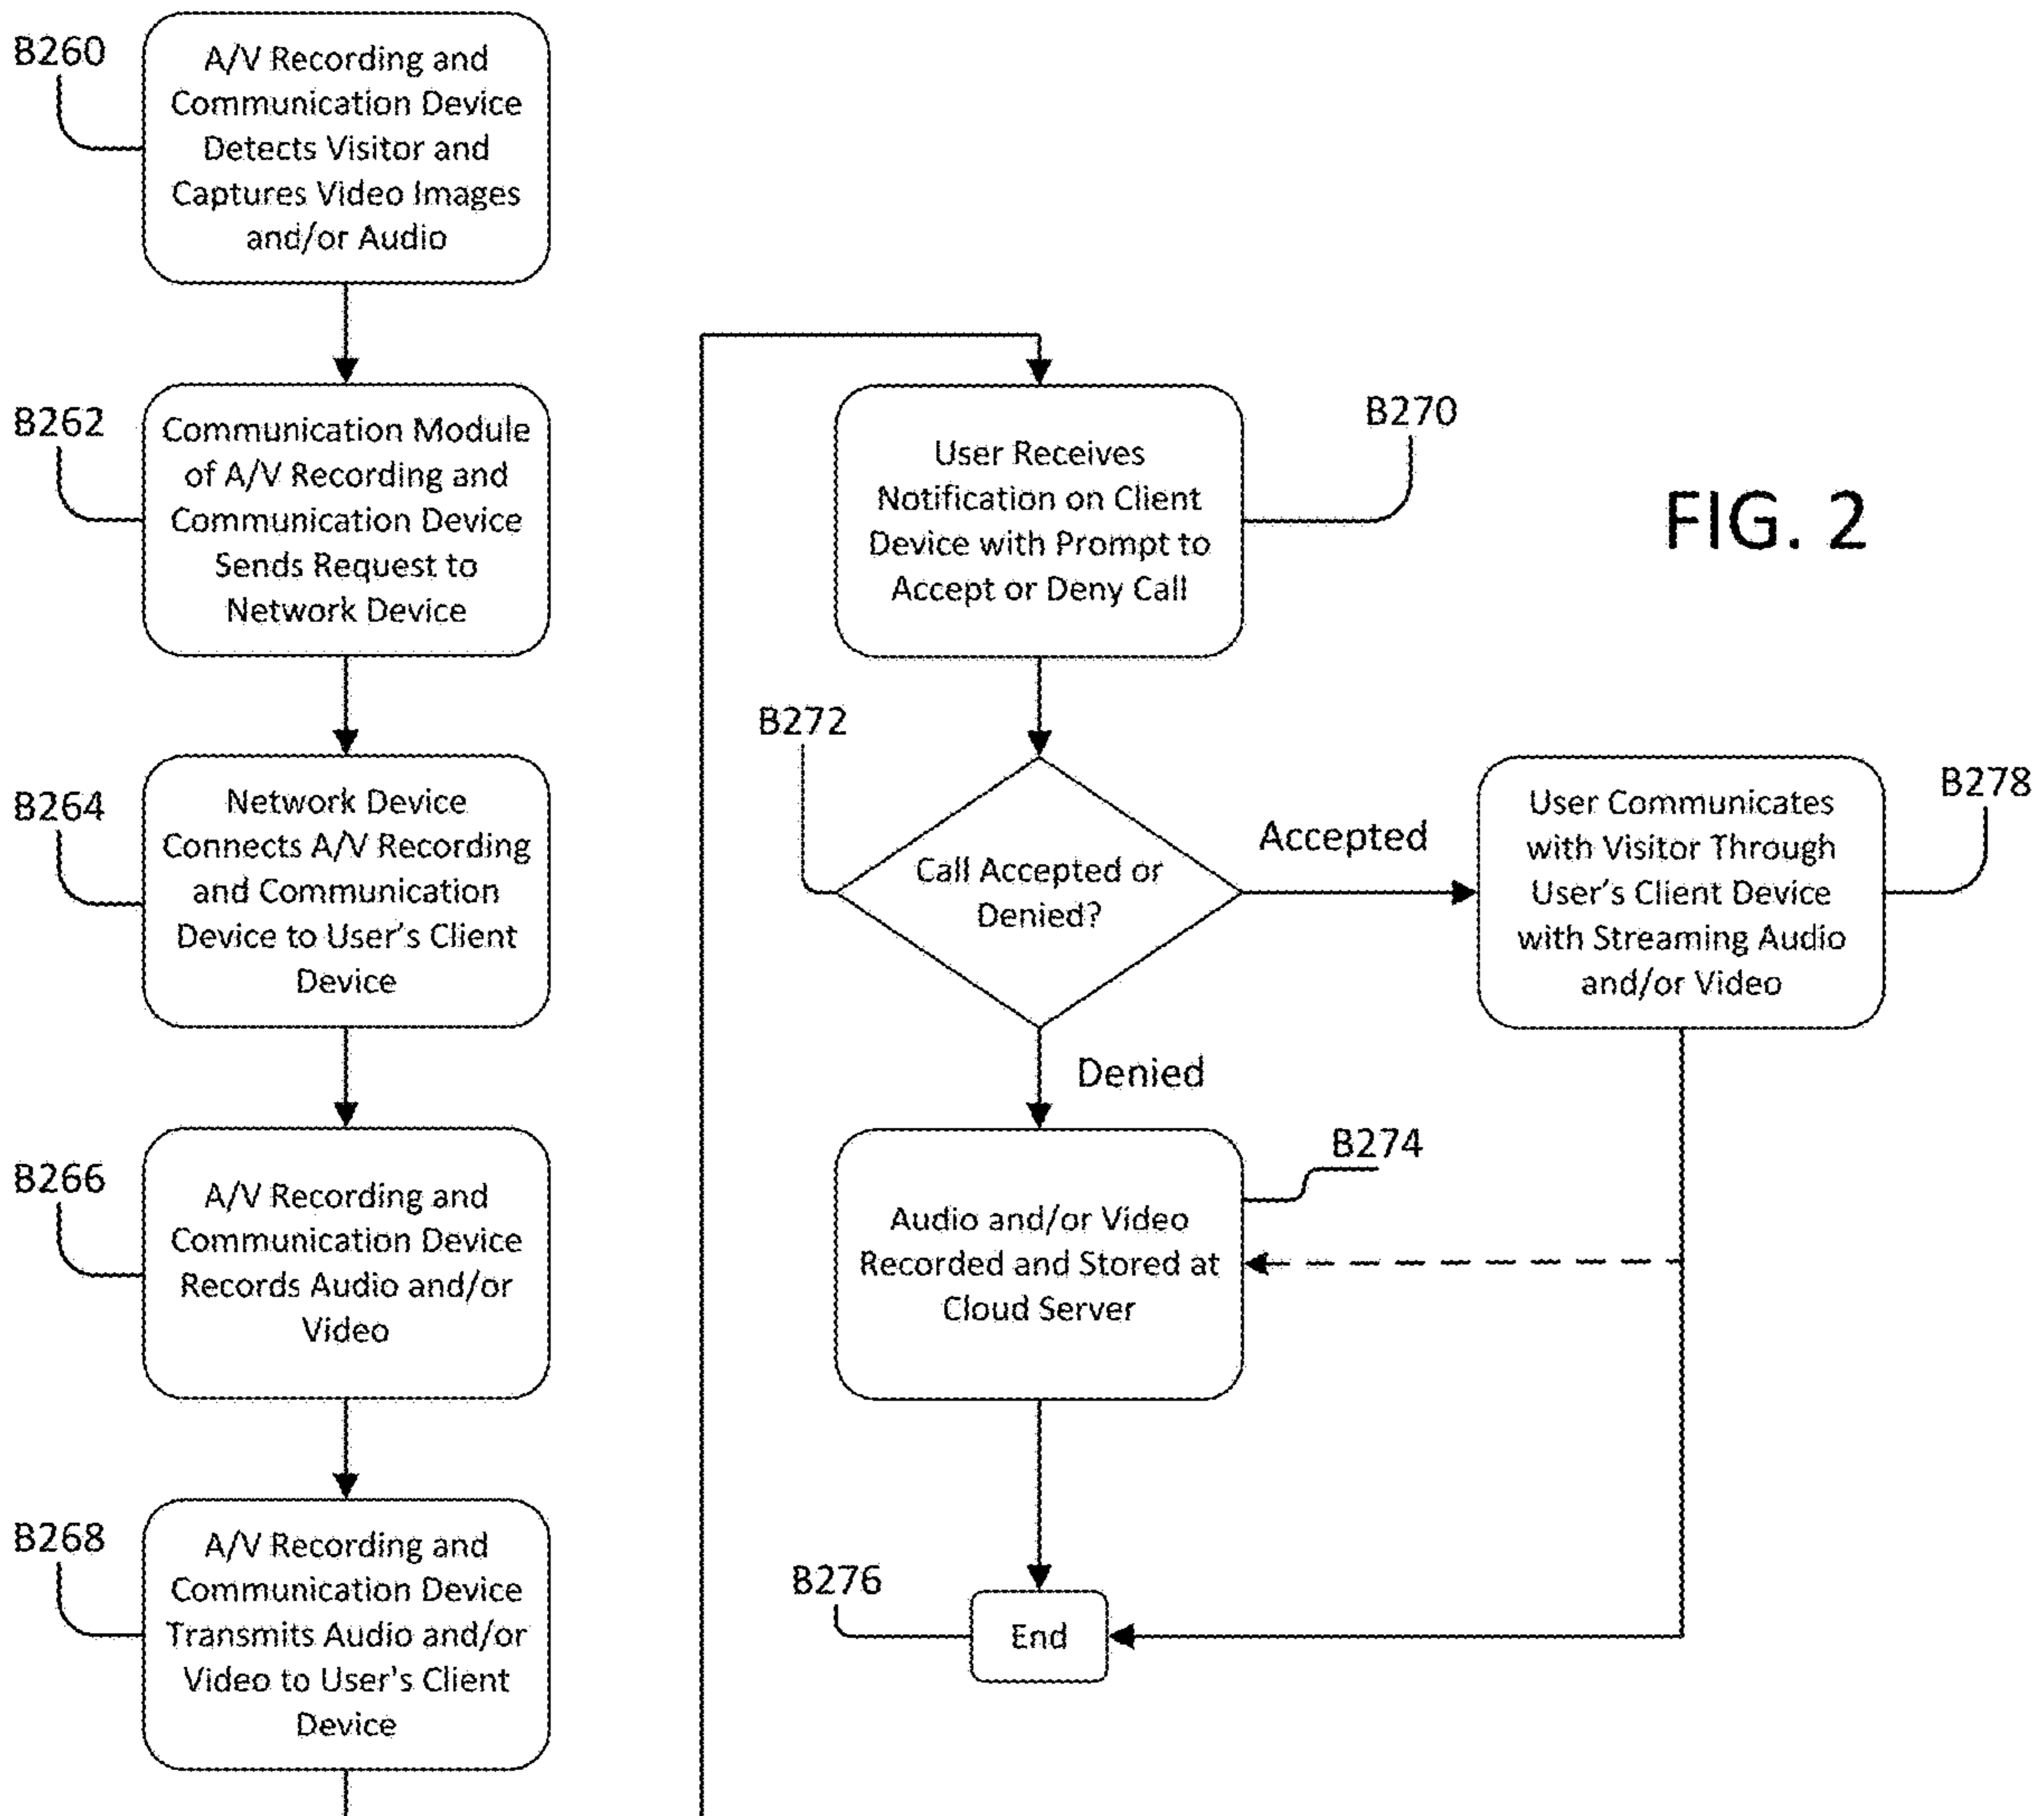 B260
A/V Recording and
Communication Device
Detects Visitor and
Captures Video Images
and/or Audio
B262
Communication Module
of A/V Recording and
Communication Device
Sends Request to
Network Device
B264
Network Device
Connects A/V Recording
and Communication
Device to User's Client
Device
B266
A/V Recording and
Communication Device
Records Audio and/or
Video
B268
A/V Recording and
Communication Device
Transmits Audio and/or
Video to User's Client
Device
B270
User Receives
Notification on Client
Device with Prompt to
Accept or Deny Call
FIG. 2
B272
Call Accepted or
Denied?
Accepted
B278
User Communicates
with Visitor Through
User's Client Device
with Streaming Audio
and/or Video
Denied
B274
Audio and/or Video
Recorded and Stored at
Cloud Server
B276
End